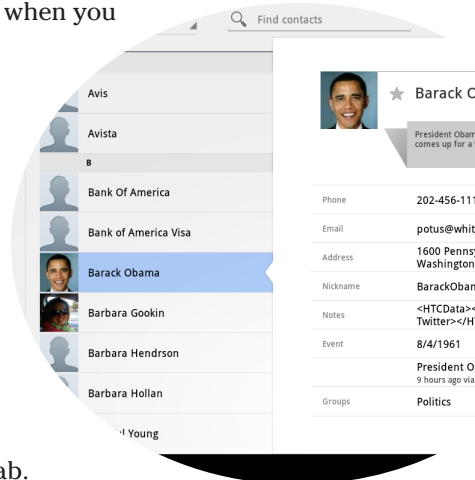 when you
Find contacts
Avis
Avista
B
Bank Of America
Bank of America Visa
Barack Obama
Barbara Gookin
Barbara Hendrson
Barbara Hollan
Young
Barack O
President Obam
comes up for a
Phone
202-456-111
Email
potus@whit
Address
1600 Pennsy
Washington
Nickname
BarackObam
Notes
<HTCData><
Twitter></H
Event
8/4/1961
President O
9 hours ago via
Groups
Politics
ab.